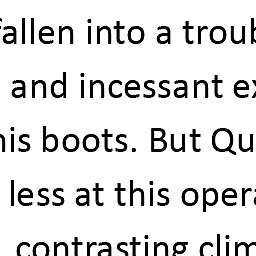 fallen into a troub
and incessant ex
his boots. But Qu
less at this opera
contrasting clim